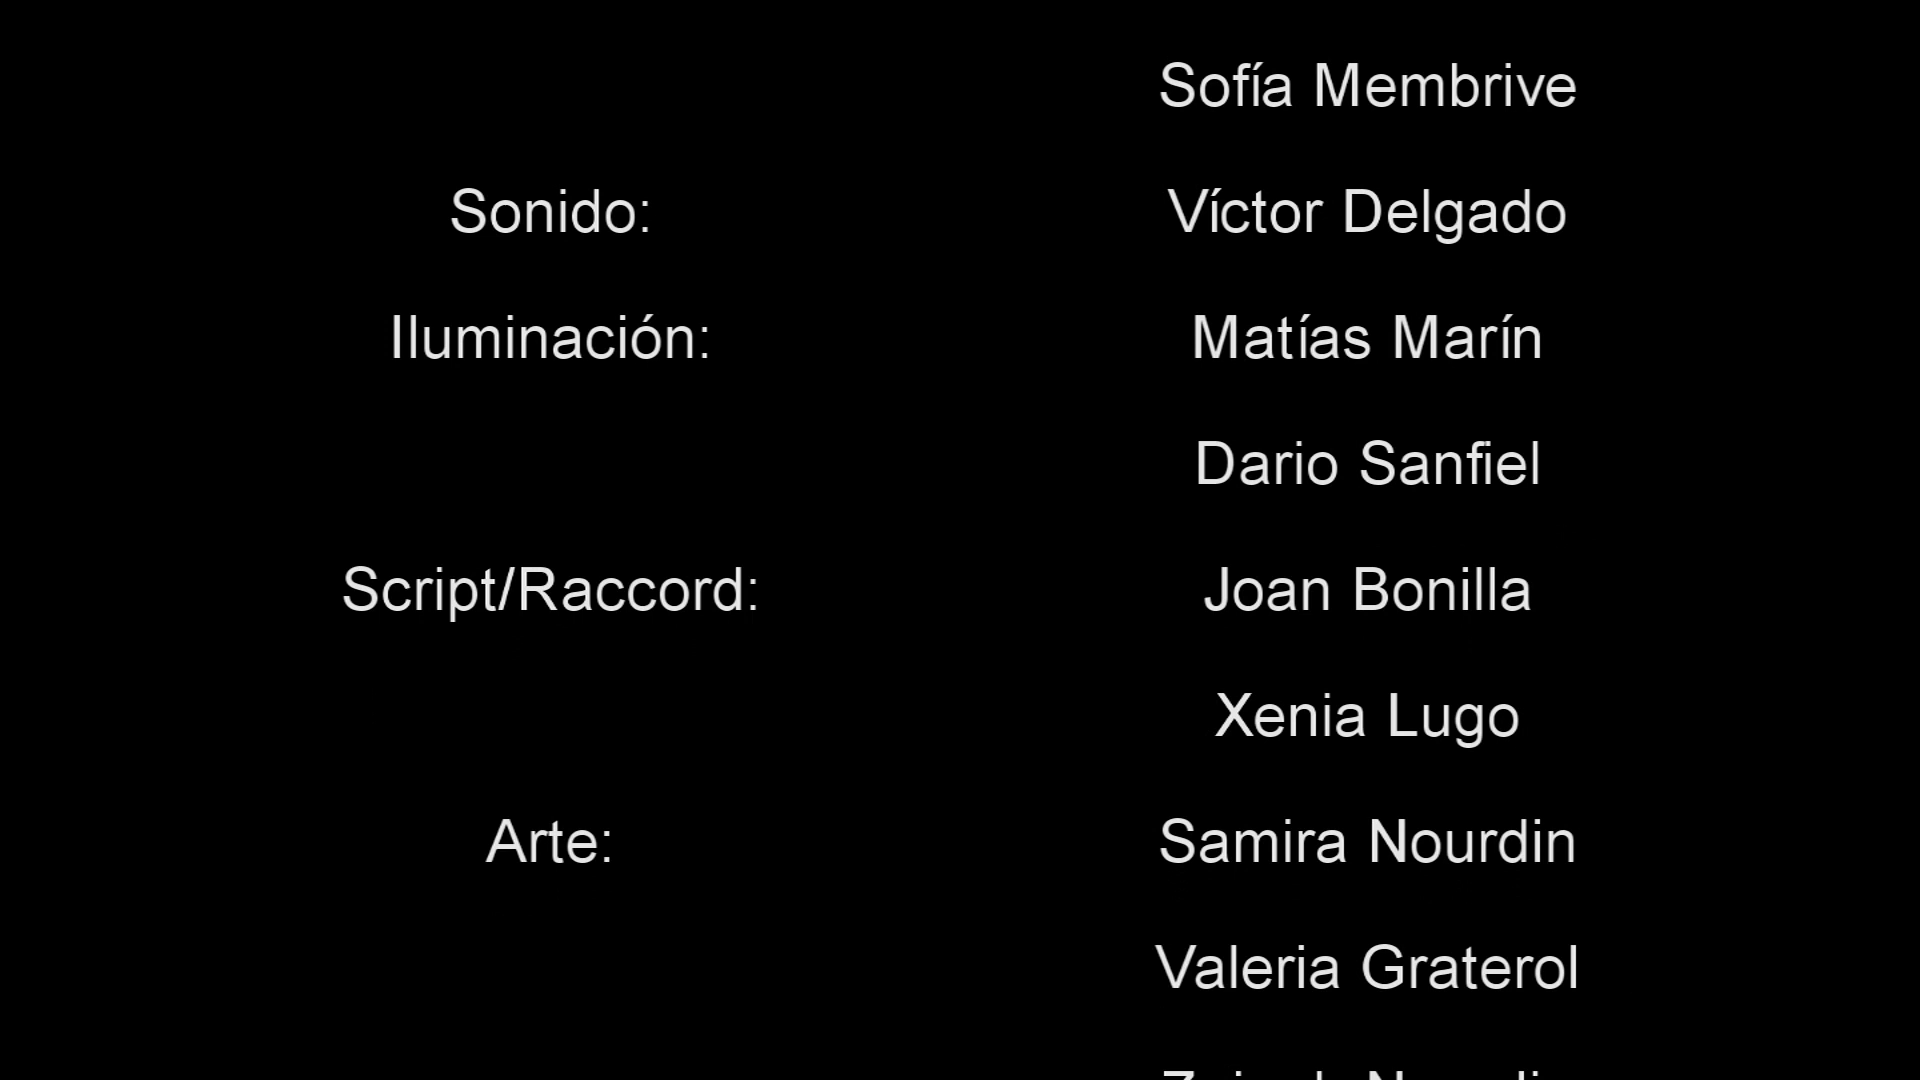 Sofía Membrive
Sonido: Víctor Delgado
Iluminación: Matías Marín
Dario Sanfiel
Script/Raccord: Joan Bonilla
Xenia Lugo
Arte: Samira Nourdin
Valeria Graterol